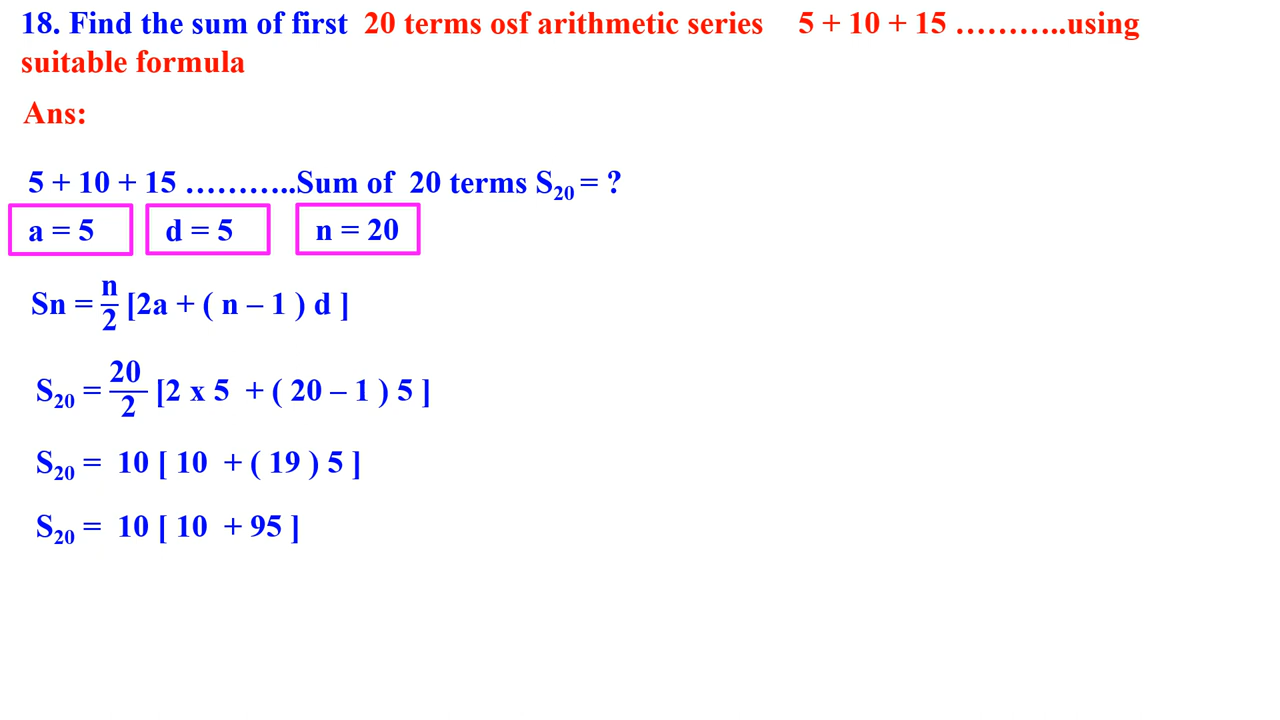 18. Find the sum of first 20 terms osf arithmetic series 5 + 10 + 15 ………..using
suitable formula
Ans:
5 + 10 + 15 ………..Sum of 20 terms S₂₀ = ?
a = 5 d = 5 n = 20
Sn = n/2 [2a + ( n – 1 ) d ]
S₂₀ = 20/2 [2 x 5 + ( 20 – 1 ) 5 ]
S₂₀ = 10 [ 10 + ( 19 ) 5 ]
S₂₀ = 10 [ 10 + 95 ]